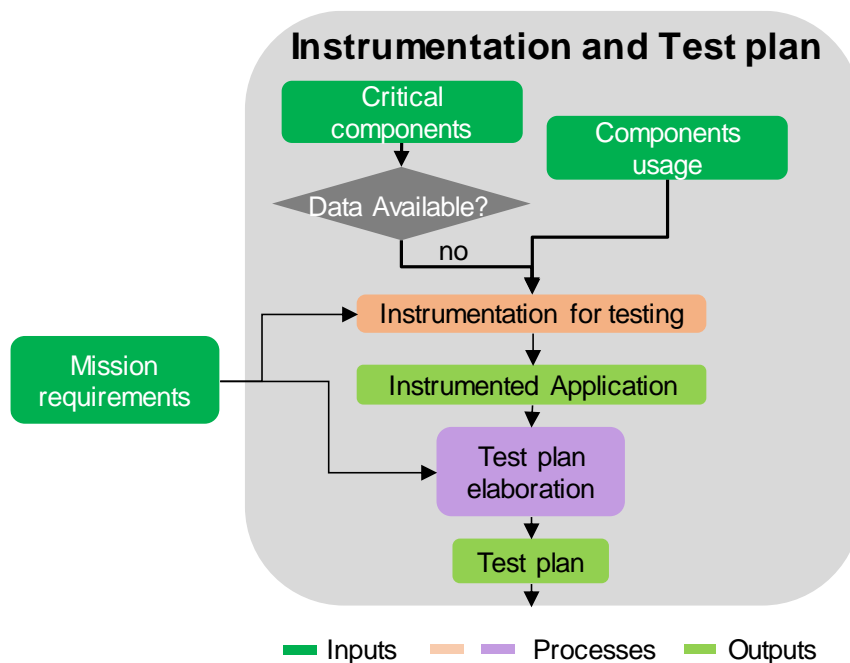 Instrumentation and Test plan
Critical
components
Components
usage
Data Available?
no
Instrumentation for testing
Mission
requirements
Instrumented Application
Test plan
elaboration
Test plan
Inputs
Processes
Outputs